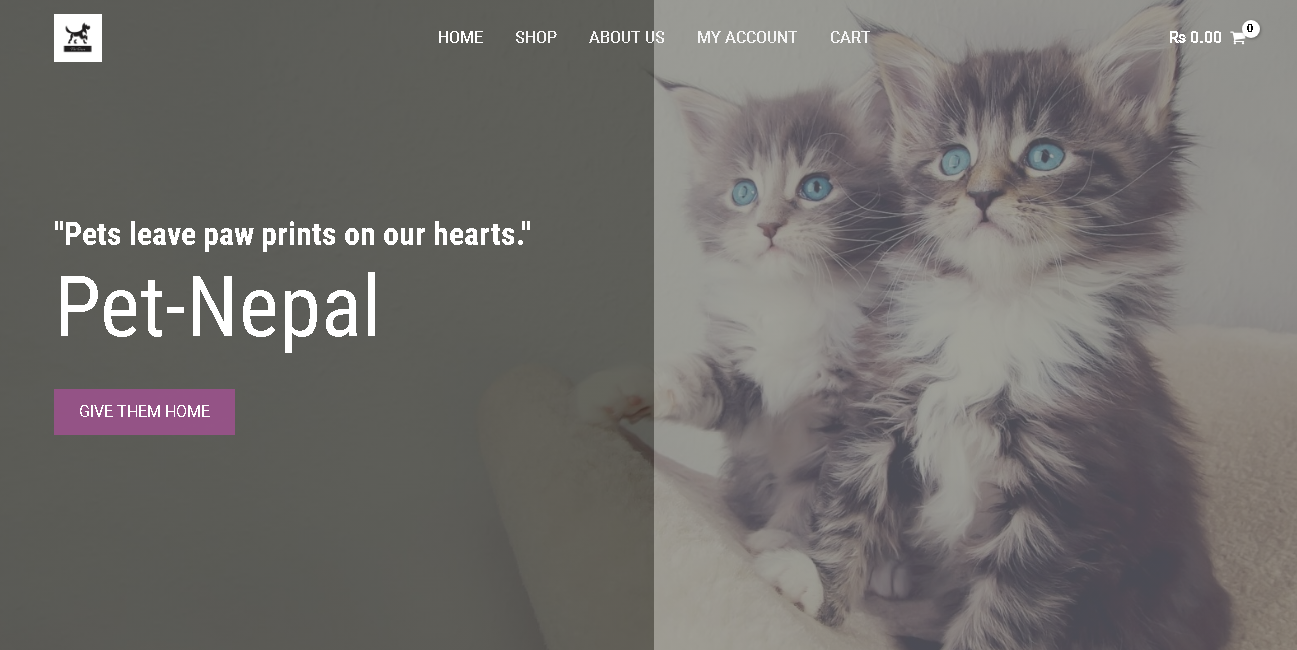 HOME SHOP ABOUT US MY ACCOUNT CART Rs 0.00 0
"Pets leave paw prints on our hearts."
Pet-Nepal
GIVE THEM HOME